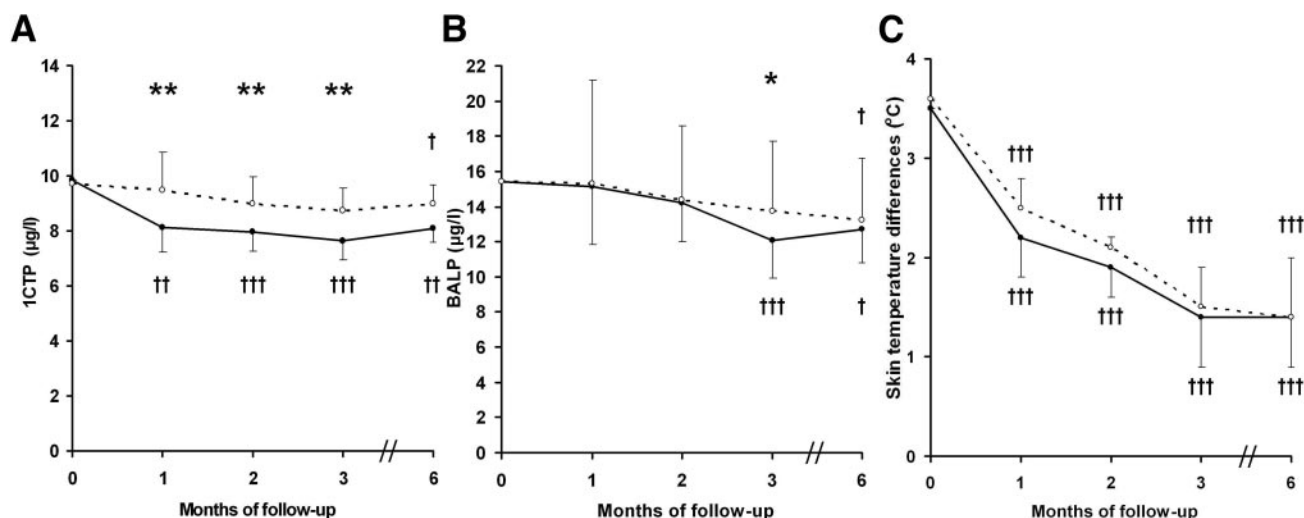 A
1CTP (µg/l)
14
12
10
8
6
4
2
0
** ** **
†
†† ††† ††† ††
0 1 2 3 // 6
Months of follow-up
B
BALP (µg/l)
22
20
18
16
14
12
10
8
6
4
2
0
*
†
††† †
0 1 2 3 // 6
Months of follow-up
C
Skin temperature differences (°C)
4
3
2
1
0
†††
†††
††† †††
†††
†††
††† †††
0 1 2 3 // 6
Months of follow-up